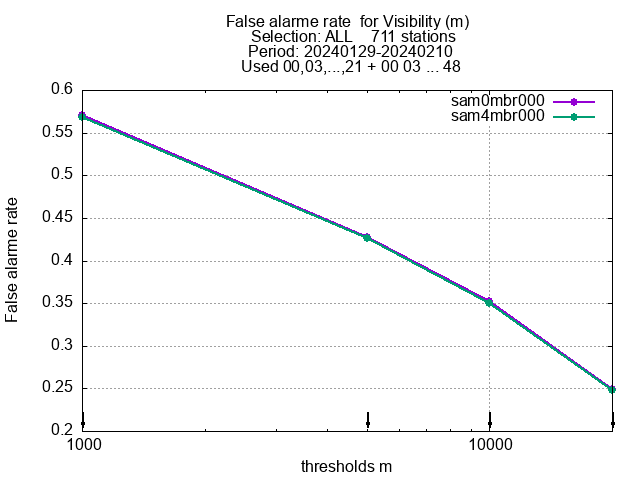 False alarme rate  for Visibility (m)
Selection: ALL    711 stations
Period: 20240129-20240210
Used 00,03,...,21 + 00 03 ... 48
sam0mbr000
sam4mbr000
0.6
0.55
0.5
0.45
0.4
0.35
0.3
0.25
0.2
False alarme rate
1000
10000
thresholds m